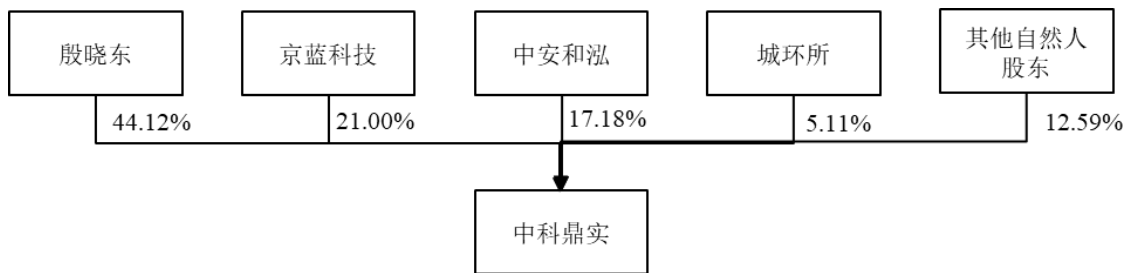 殷晓东
京蓝科技
中安和泓
城环所
其他自然人
股东
44.12%
21.00%
17.18%
5.11%
12.59%
中科鼎实